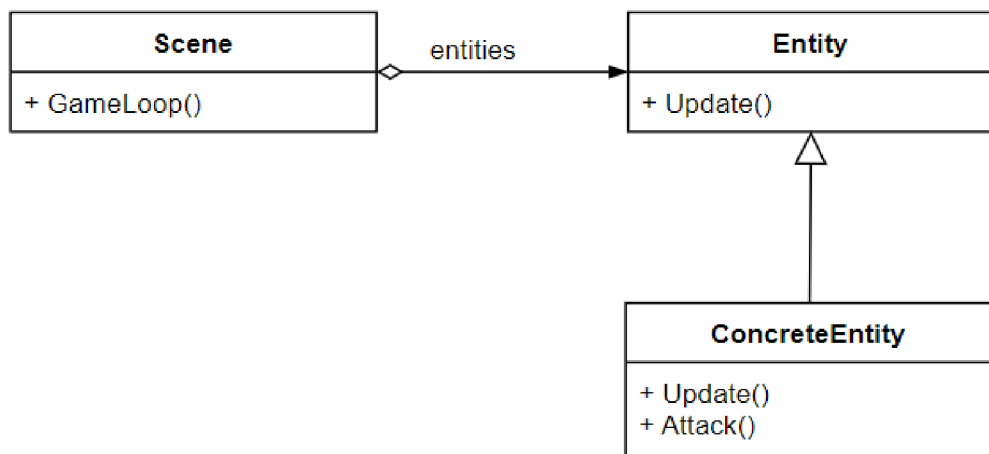 Scene
+ GameLoop()
entities
Entity
+ Update()
ConcreteEntity
+ Update()
+ Attack()